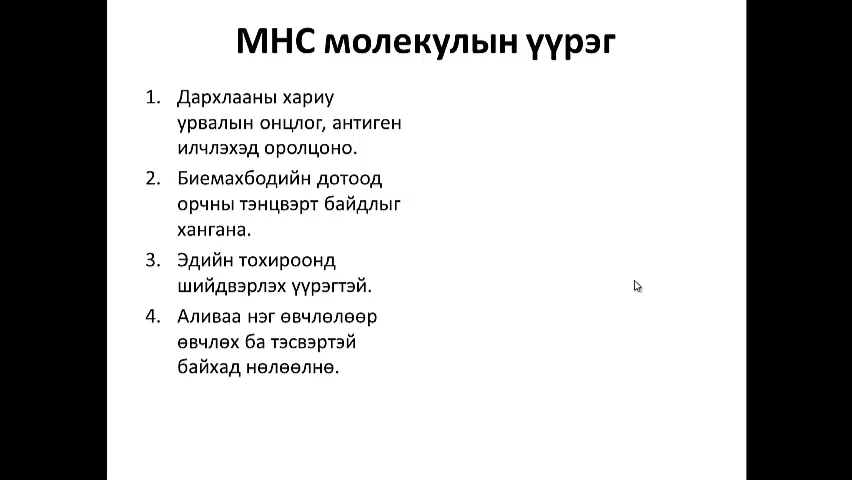 МНС молекулын үүрэг
1. Дархлааны хариу
урвалын онцлог, антиген
илчлэхэд оролцоно.
2. Биемахбодийн дотоод
орчны тэнцвэрт байдлыг
хангана.
3. Эдийн тохироонд
шийдвэрлэх үүрэгтэй.
4. Аливаа нэг өвчлөлөөр
өвчлөх ба тэсвэртэй
байхад нөлөөлнө.